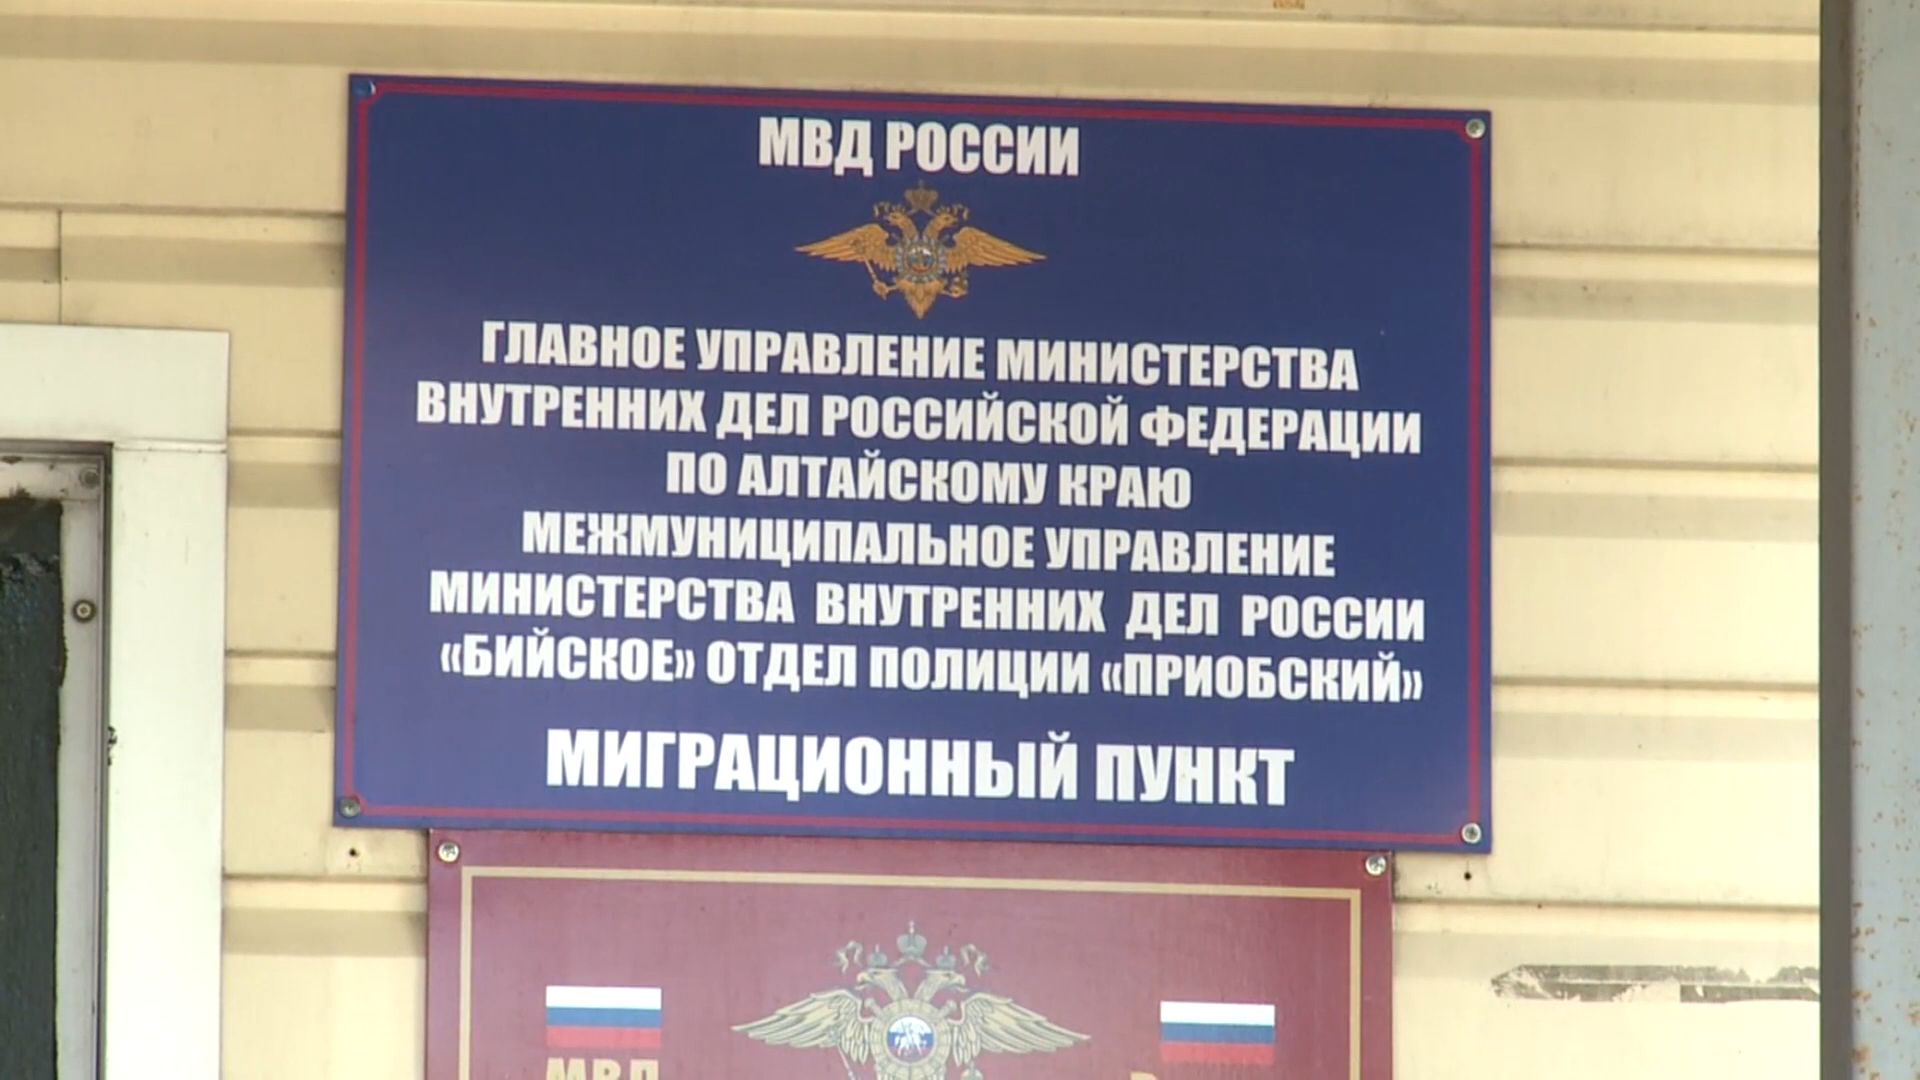 МВД РОССИИ
ГЛАВНОЕ УПРАВЛЕНИЕ МИНИСТЕРСТВА
ВНУТРЕННИХ ДЕЛ РОССИЙСКОЙ ФЕДЕРАЦИИ
ПО АЛТАЙСКОМУ КРАЮ
МЕЖМУНИЦИПАЛЬНОЕ УПРАВЛЕНИЕ
МИНИСТЕРСТВА ВНУТРЕННИХ ДЕЛ РОССИИ
«БИЙСКОЕ» ОТДЕЛ ПОЛИЦИИ «ПРИОБСКИЙ»
МИГРАЦИОННЫЙ ПУНКТ
МВД